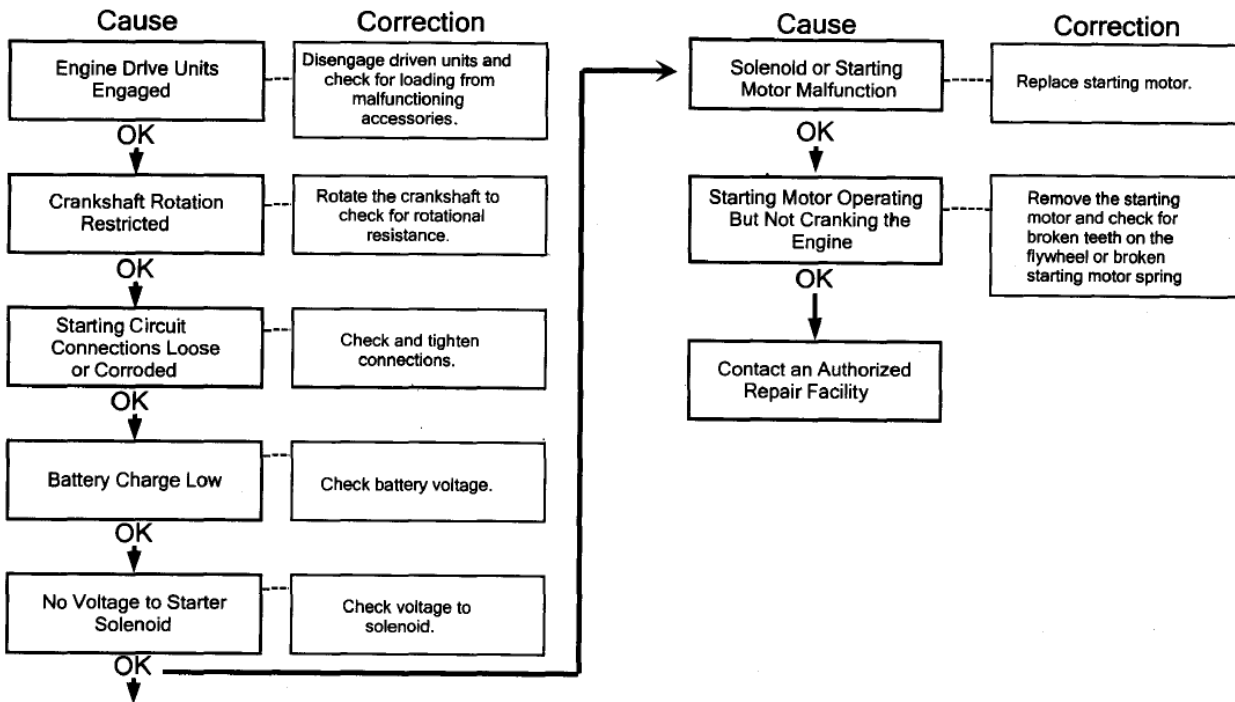 Cause
Correction
Engine Drive Units
Engaged
Disengage driven units and
check for loading from
malfunctioning
accessories.
OK
Crankshaft Rotation
Restricted
Rotate the crankshaft to
check for rotational
resistance.
OK
Starting Circuit
Connections Loose
or Corroded
Check and tighten
connections.
OK
Battery Charge Low
Check battery voltage.
OK
No Voltage to Starter
Solenoid
Check voltage to
solenoid.
OK
Cause
Correction
Solenoid or Starting
Motor Malfunction
Replace starting motor.
OK
Starting Motor Operating
But Not Cranking the
Engine
Remove the starting
motor and check for
broken teeth on the
flywheel or broken
starting motor spring
OK
Contact an Authorized
Repair Facility